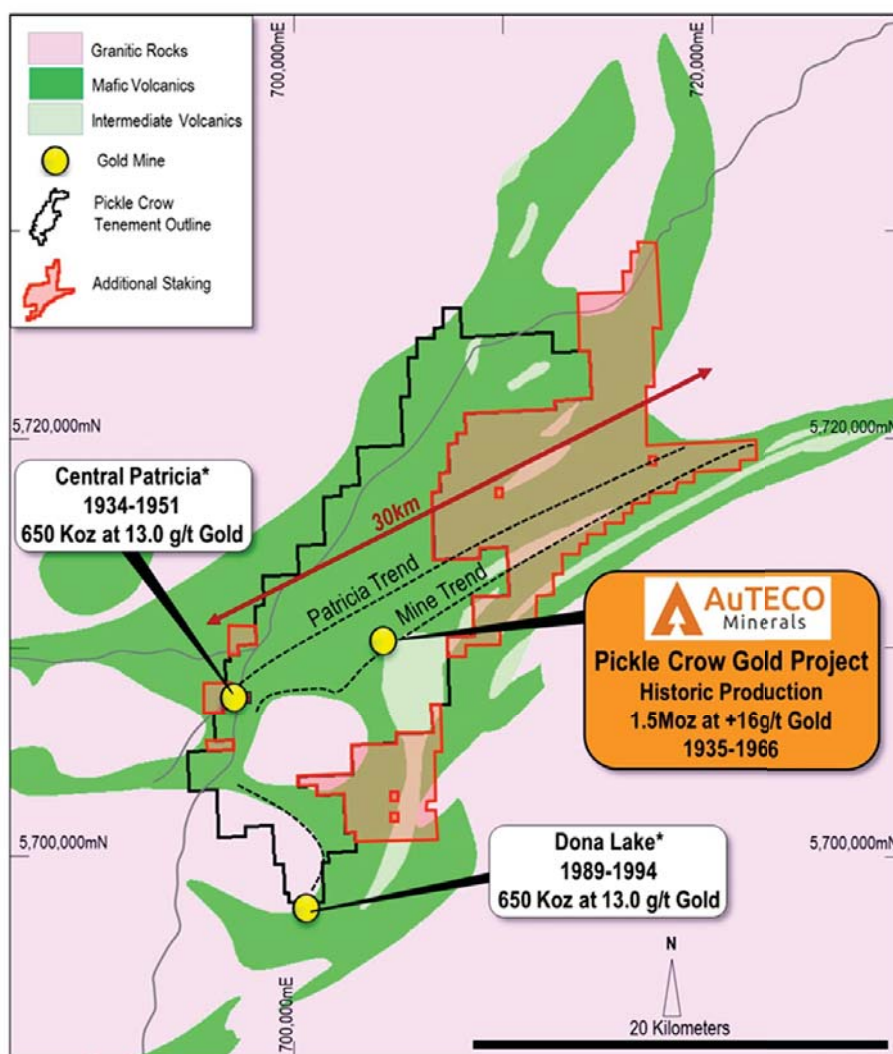 Granitic Rocks
Mafic Volcanics
Intermediate Volcanics
Gold Mine
Pickle Crow
Tenement Outline
Additional Staking
700,000mE
720,000mE
5,720,000mN
5,720,000mN
Central Patricia*
1934-1951
650 Koz at 13.0 g/t Gold
30km
Patricia Trend
Mine Trend
AuTECO
Minerals
Pickle Crow Gold Project
Historic Production
1.5Moz at +16g/t Gold
1935-1966
5,700,000mN
5,700,000mN
Dona Lake*
1989-1994
650 Koz at 13.0 g/t Gold
N
700,000mE
20 Kilometers